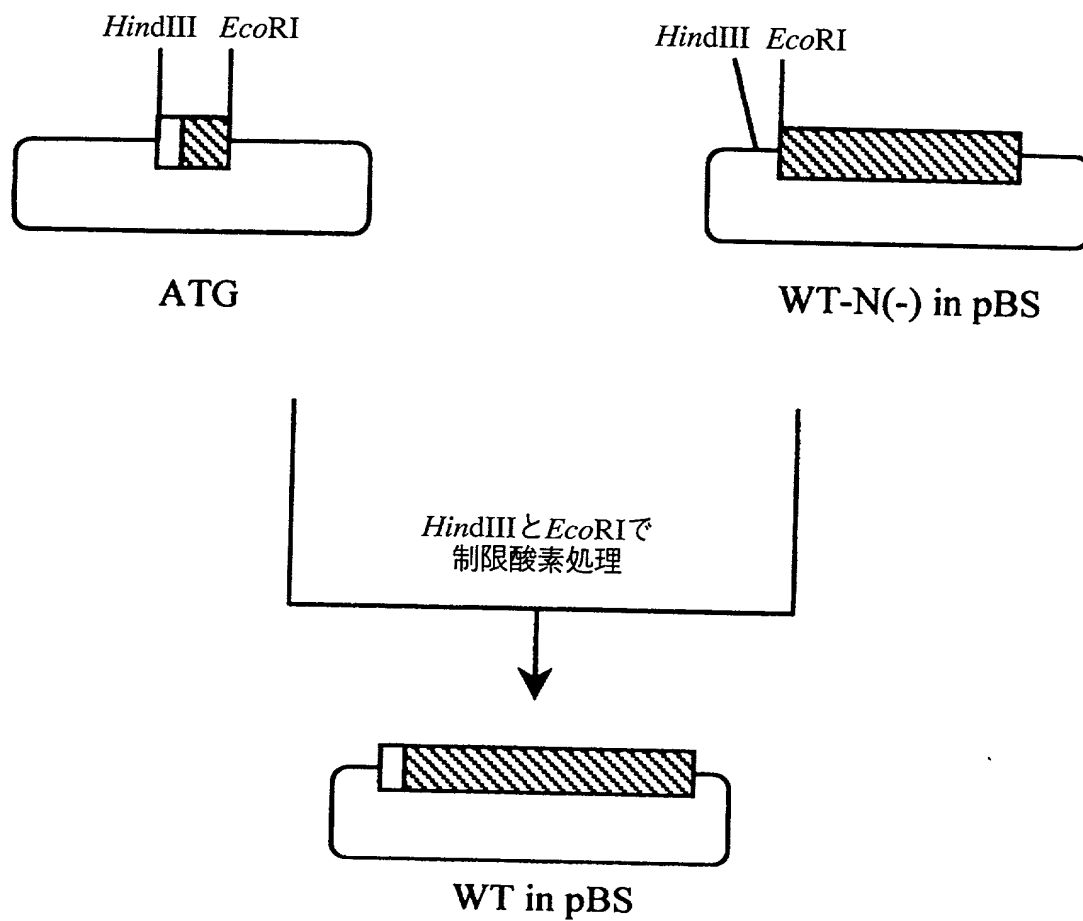 HindIII EcoRI
HindIII EcoRI
ATG
WT-N(-) in pBS
HindIIIとEcoRIで
制限酸素処理
WT in pBS